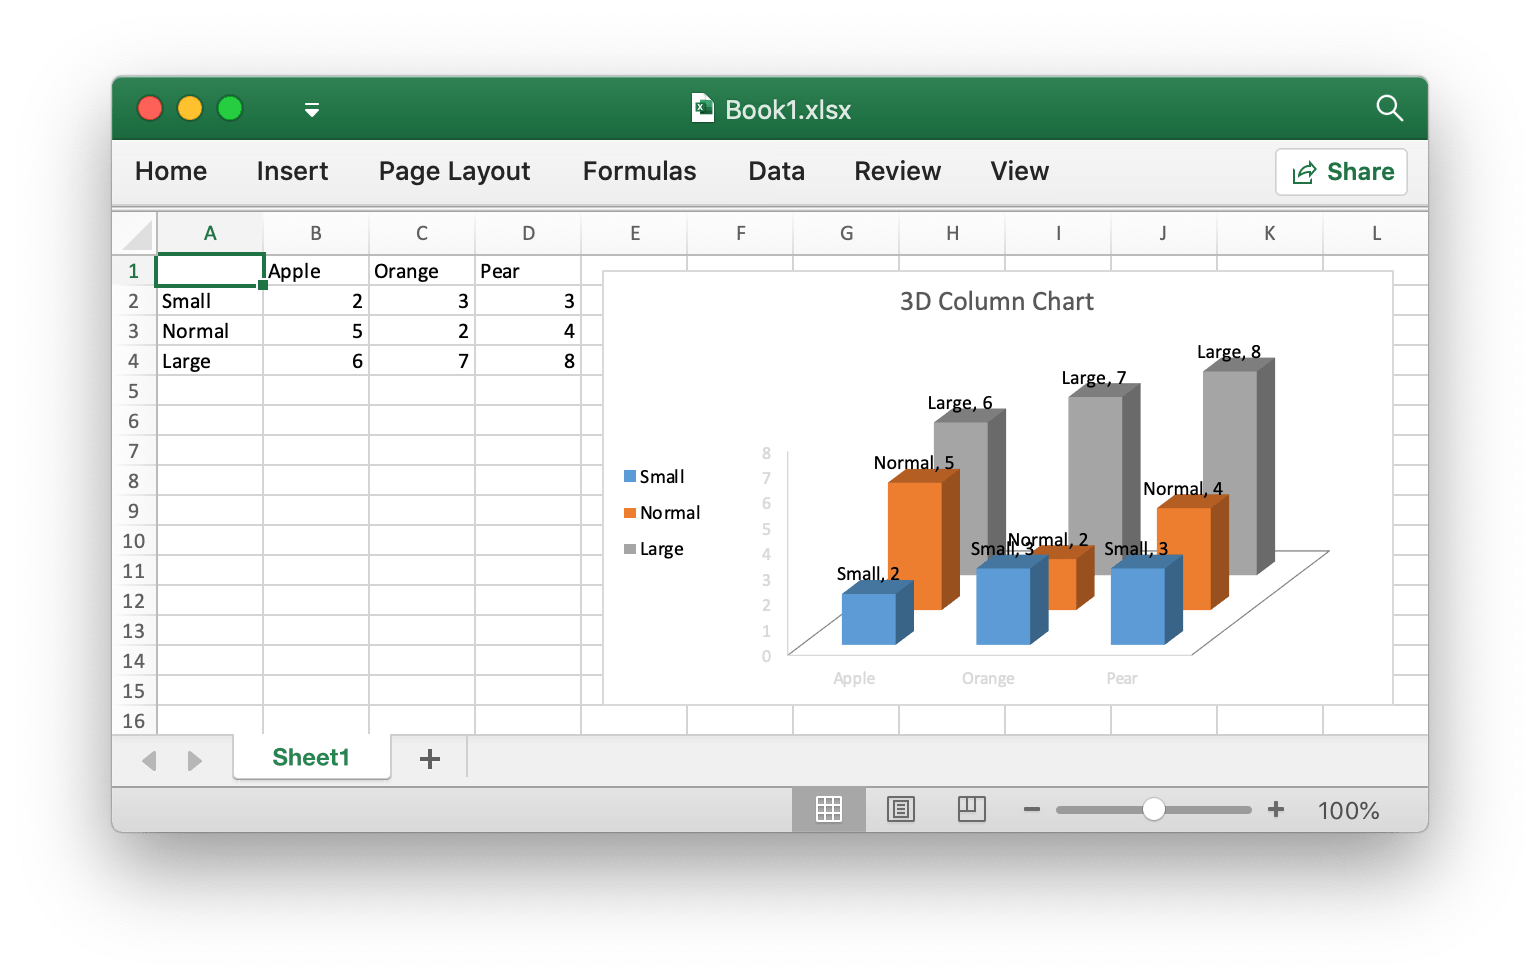 Book1.xlsx
Home Insert Page Layout Formulas Data Review View Share
A B C D E F G H I J K L
1 Apple Orange Pear
2 Small 2 3 3
3 Normal 5 2 4
4 Large 6 7 8
5
6
7
8
9
10
11
12
13
14
15
16
3D Column Chart
Large, 8
Large, 7
Large, 6
Normal, 5
Normal, 4
Normal, 2
Small, 3 Small, 3
Small, 2
Small
Normal
Large
8
7
6
5
4
3
2
1
0
Apple Orange Pear
Sheet1 +
100%